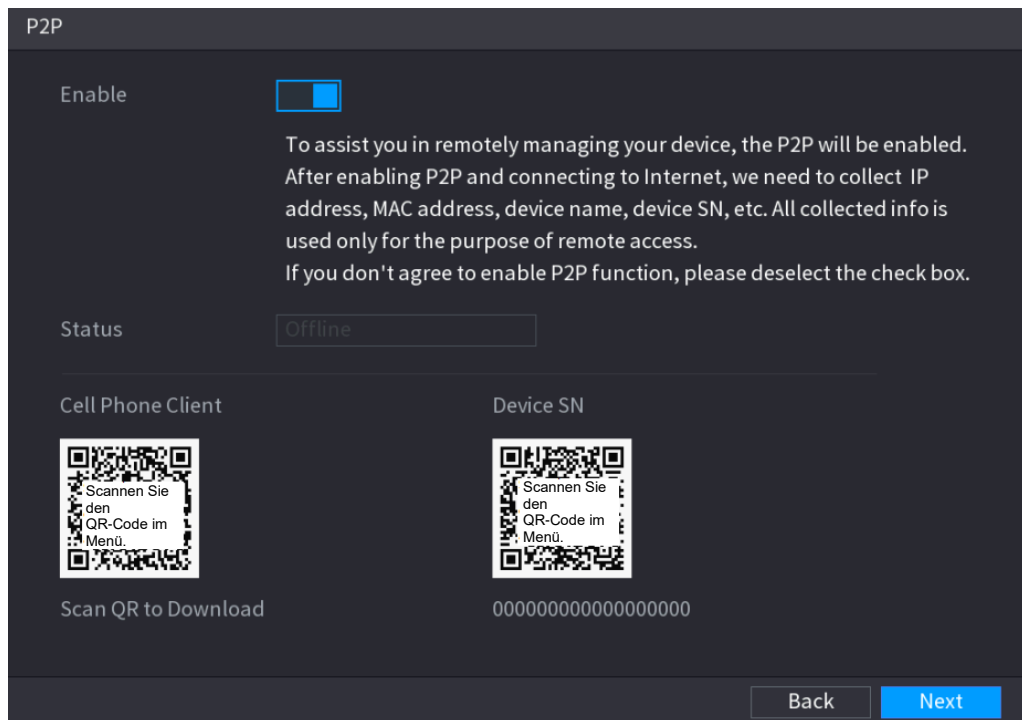 P2P
Enable
To assist you in remotely managing your device, the P2P will be enabled.
After enabling P2P and connecting to Internet, we need to collect IP
address, MAC address, device name, device SN, etc. All collected info is
used only for the purpose of remote access.
If you don't agree to enable P2P function, please deselect the check box.
Status
Offline
Cell Phone Client
Device SN
Scannen Sie
den
QR-Code im
Menü.
Scannen Sie
den
QR-Code im
Menü.
Scan QR to Download
000000000000000000
Back
Next